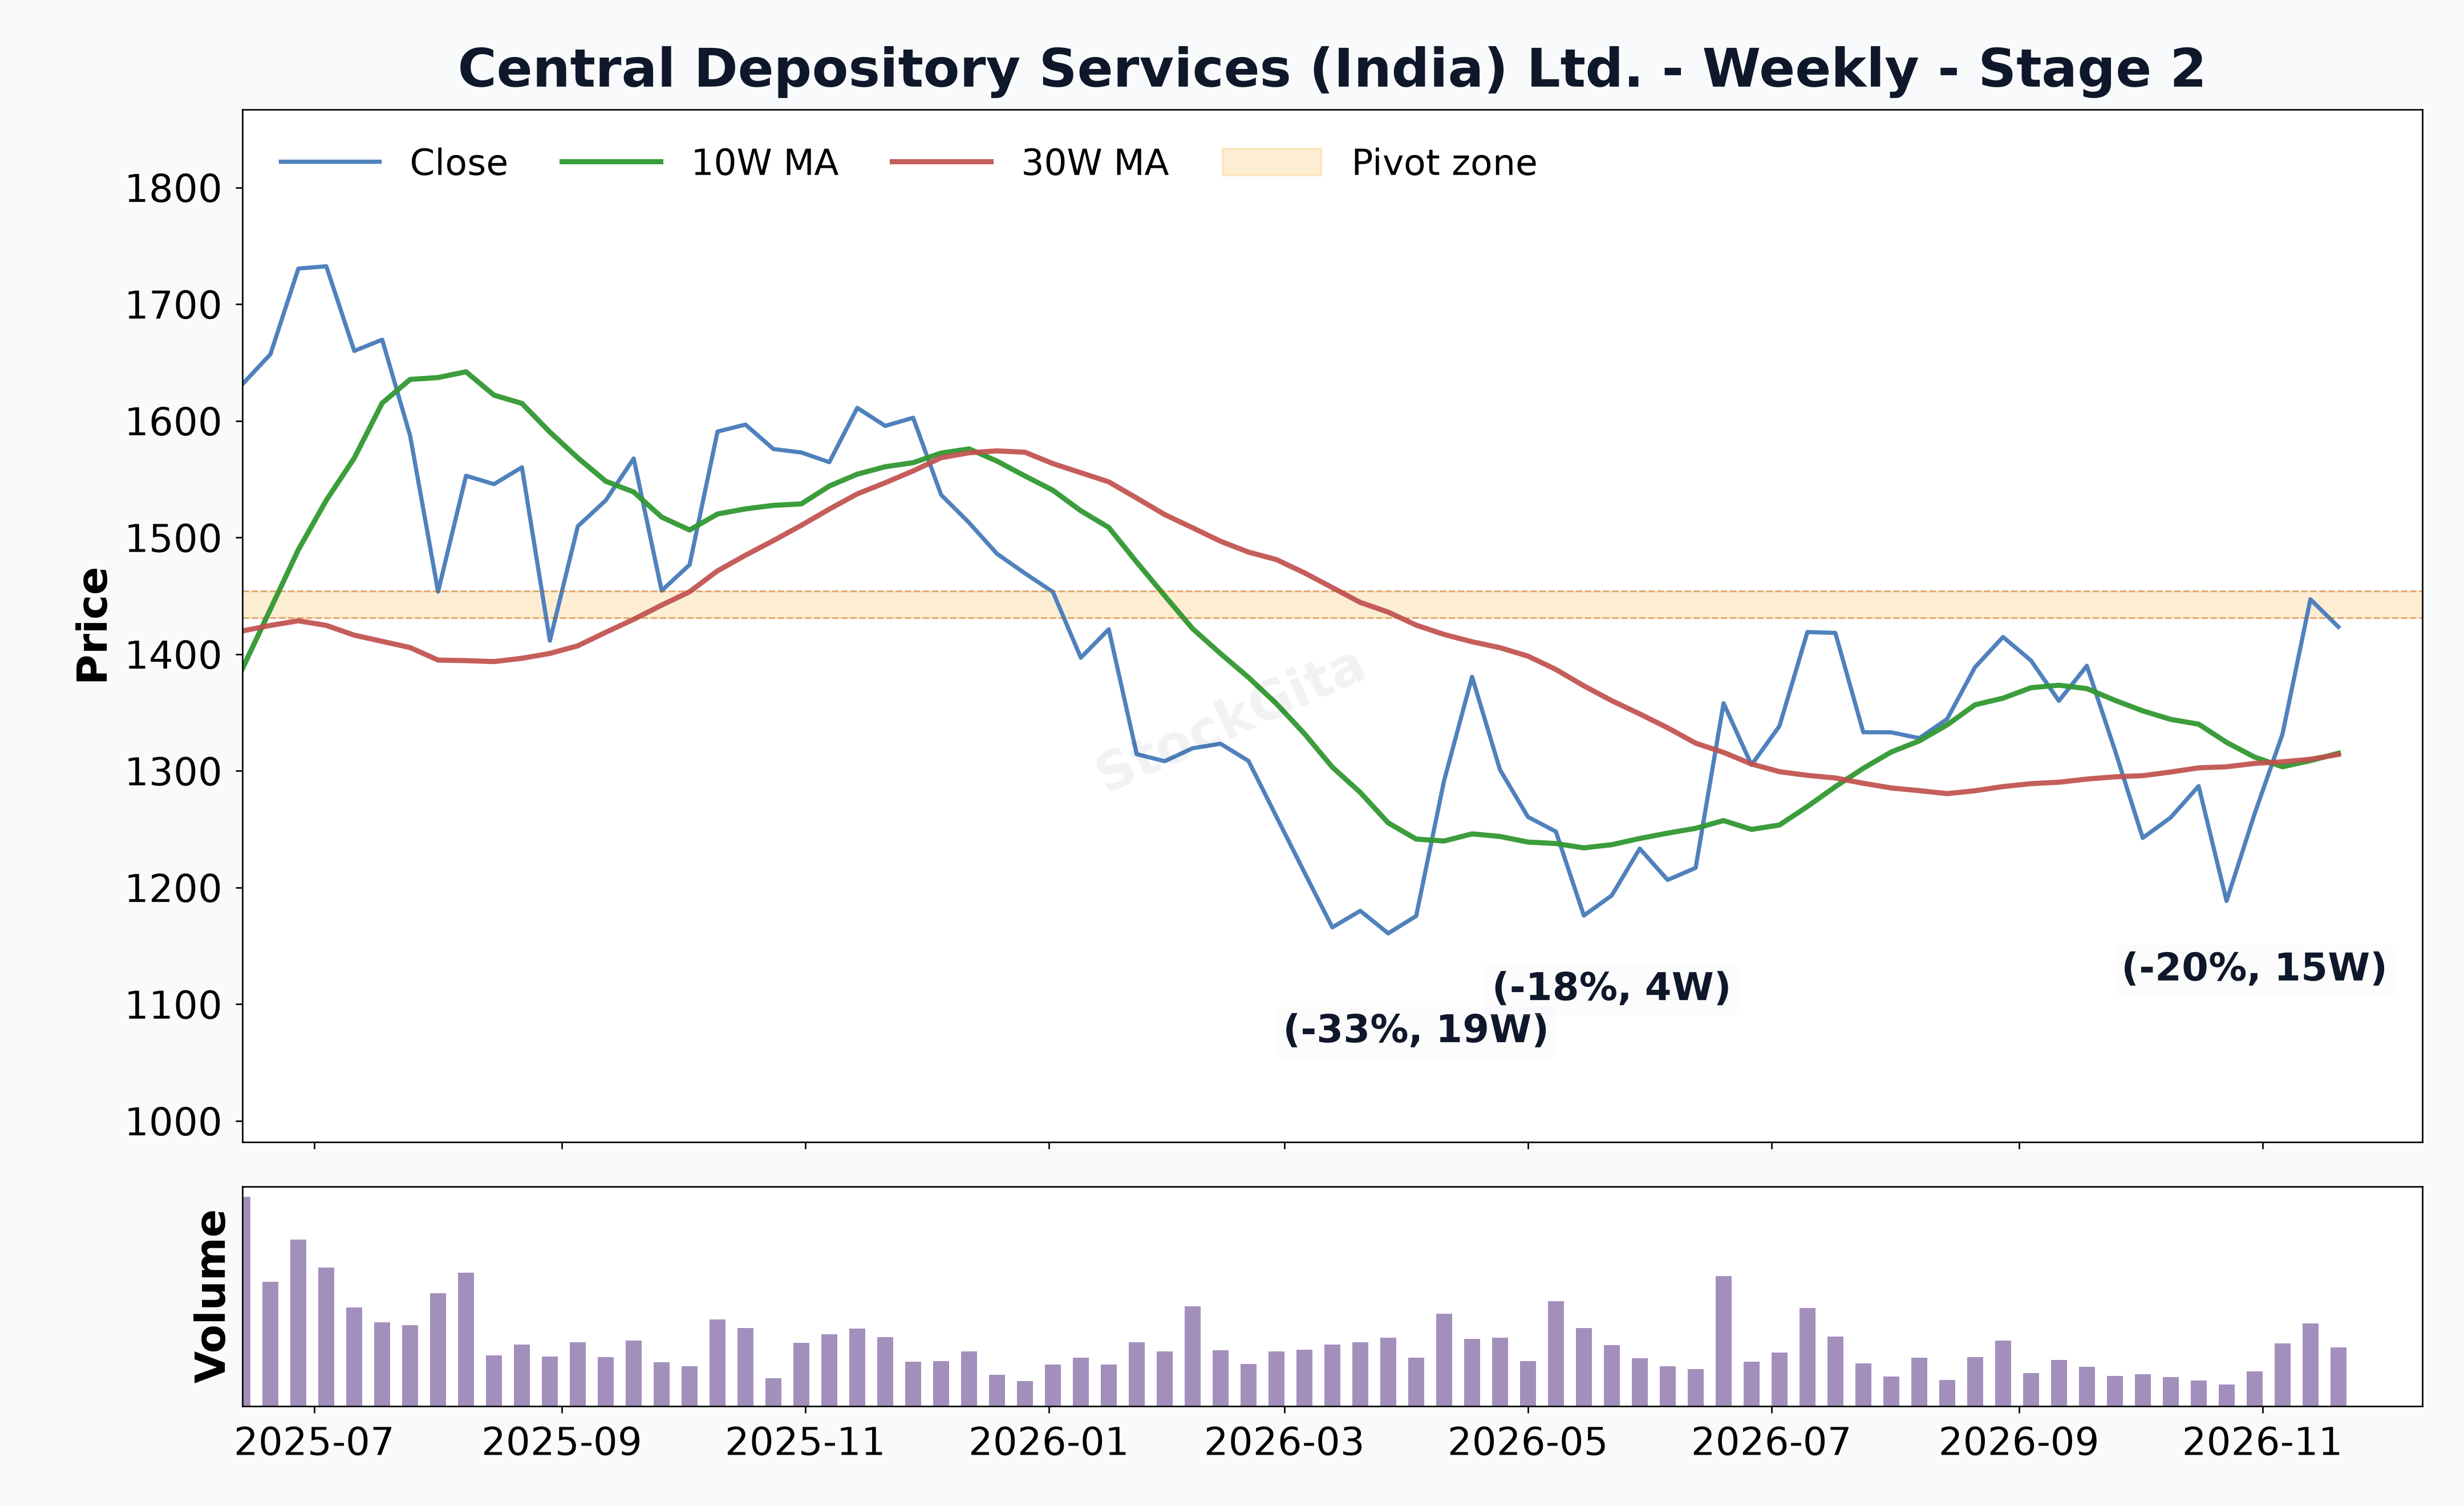 Central Depository Services (India) Ltd. - Weekly - Stage 2
Close 10W MA 30W MA Pivot zone
1800
1700
1600
1500
1400
1300
1200
1100
1000
Price
StockGita
(-33%, 19W)
(-18%, 4W)
(-20%, 15W)
Volume
2025-07 2025-09 2025-11 2026-01 2026-03 2026-05 2026-07 2026-09 2026-11